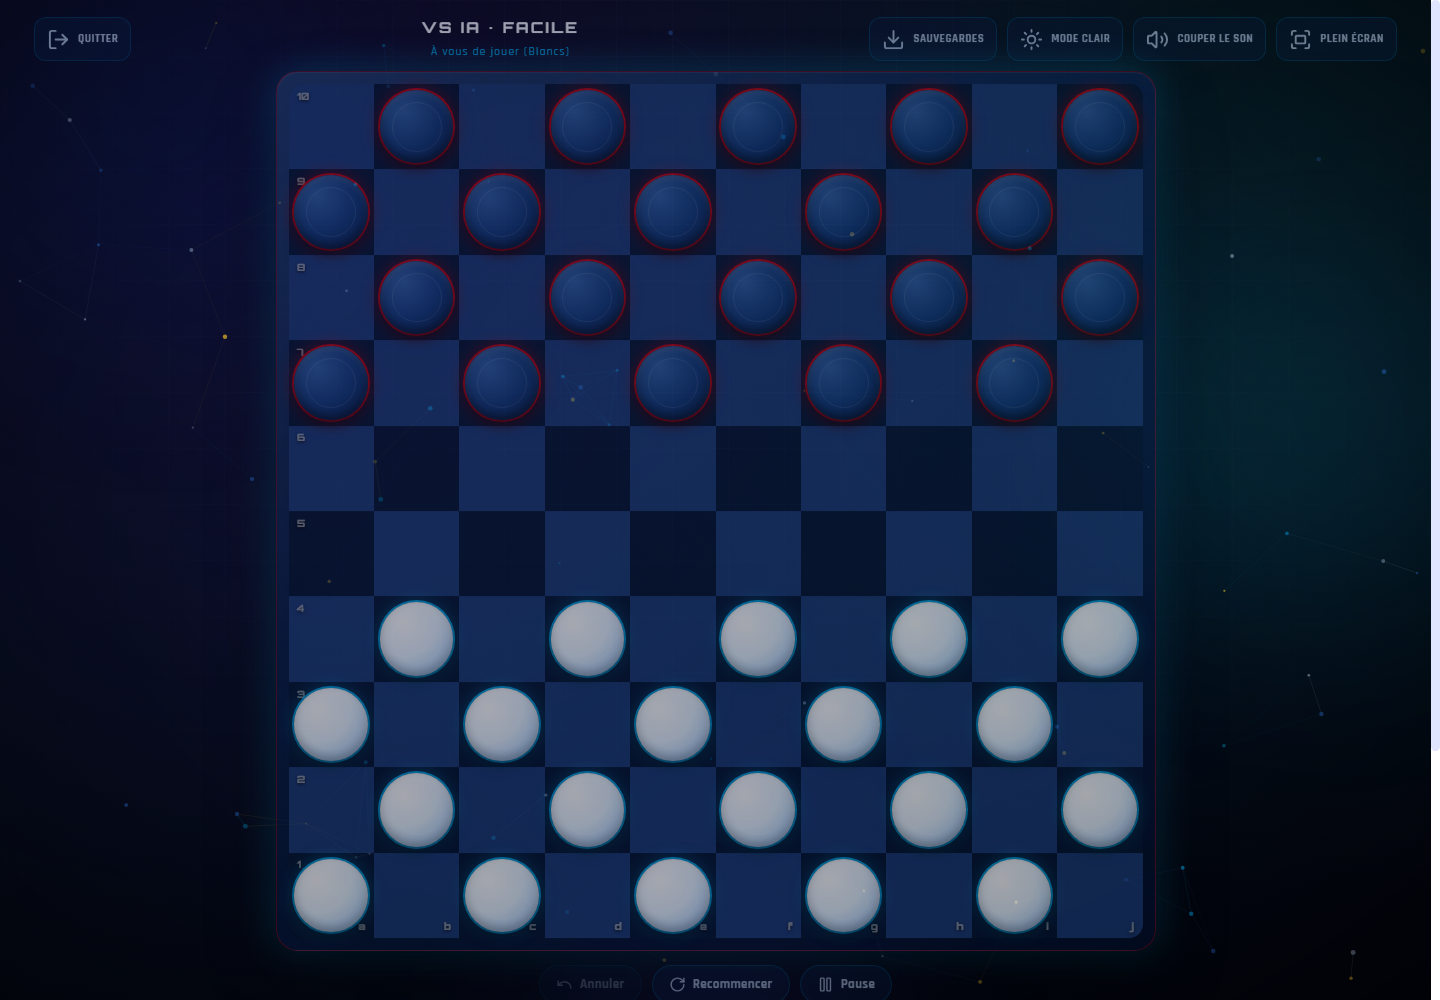 QUITTER
VS IA · FACILE
À vous de jouer (Blancs)
SAUVEGARDES
MODE CLAIR
COUPER LE SON
PLEIN ÉCRAN
10
9
8
7
6
5
4
3
2
1
a b c d e f g h i j
Annuler
Recommencer
Pause